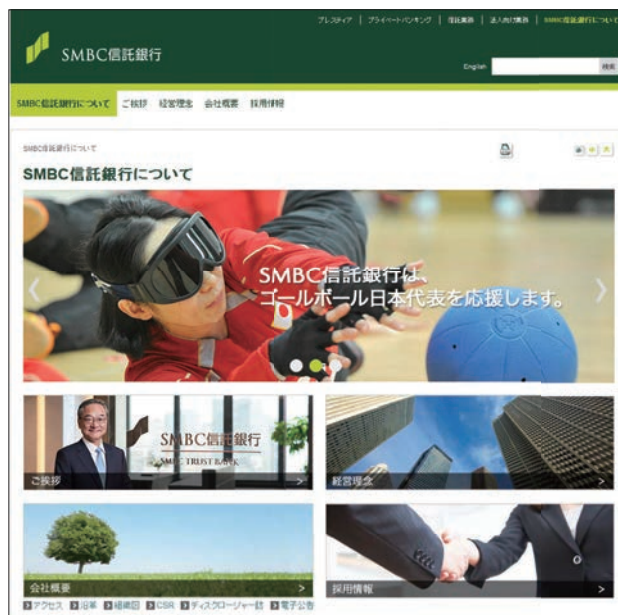 プレスティア | プライベートバンキング | 信託業務 | 法人向け業務 | SMBC信託銀行について
SMBC信託銀行
English
検索
SMBC信託銀行について ご挨拶 経営理念 会社概要 採用情報
SMBC信託銀行について
SMBC信託銀行について
SMBC信託銀行は、
ゴールボール日本代表を応援します。
SMBC信託銀行
SMBC TRUST BANK
ご挨拶 >
経営理念 >
会社概要 >
採用情報 >
アクセス 沿革 組織図 CSR ディスクロージャー誌 電子公告